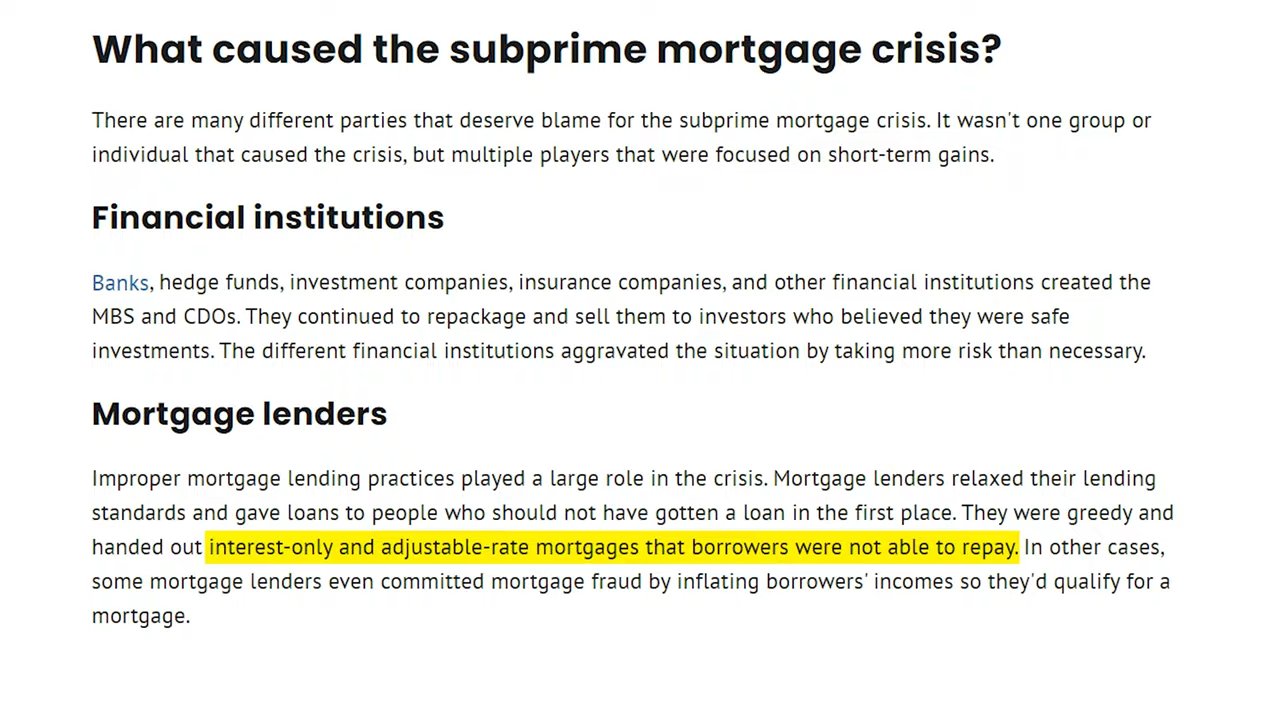 What caused the subprime mortgage crisis?
There are many different parties that deserve blame for the subprime mortgage crisis. It wasn't one group or
individual that caused the crisis, but multiple players that were focused on short-term gains.
Financial institutions
Banks, hedge funds, investment companies, insurance companies, and other financial institutions created the
MBS and CDOs. They continued to repackage and sell them to investors who believed they were safe
investments. The different financial institutions aggravated the situation by taking more risk than necessary.
Mortgage lenders
Improper mortgage lending practices played a large role in the crisis. Mortgage lenders relaxed their lending
standards and gave loans to people who should not have gotten a loan in the first place. They were greedy and
handed out interest-only and adjustable-rate mortgages that borrowers were not able to repay. In other cases,
some mortgage lenders even committed mortgage fraud by inflating borrowers' incomes so they'd qualify for a
mortgage.